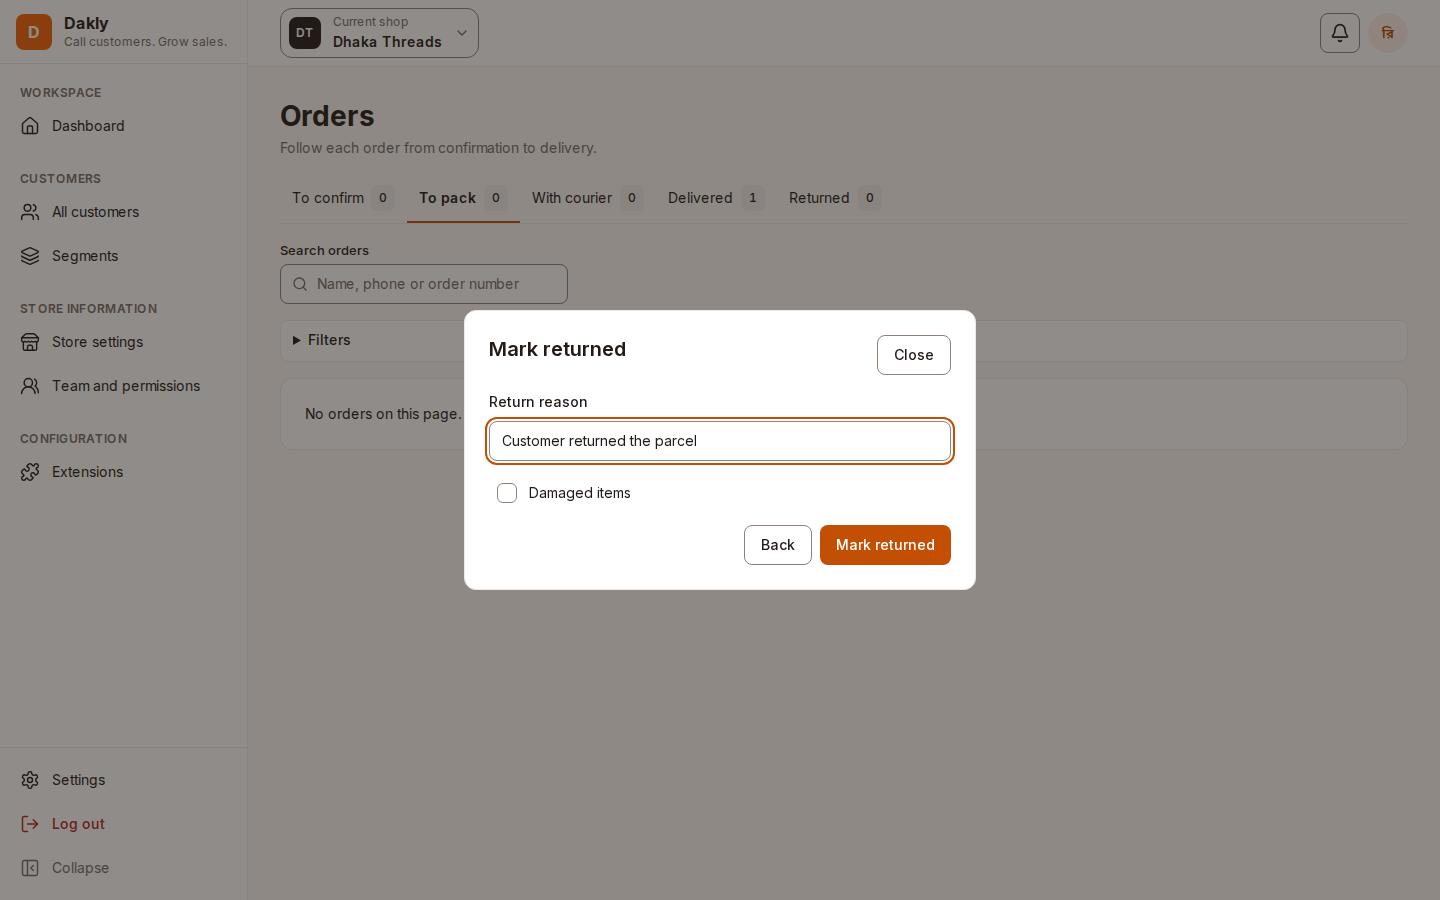 D
Dakly
Call customers. Grow sales.
DT
Current shop
Dhaka Threads
রি
WORKSPACE
Dashboard
CUSTOMERS
All customers
Segments
STORE INFORMATION
Store settings
Team and permissions
CONFIGURATION
Extensions
Settings
Log out
Collapse
Orders
Follow each order from confirmation to delivery.
To confirm 0 To pack 0 With courier 0 Delivered 1 Returned 0
Search orders
Name, phone or order number
Filters
No orders on this page.
Mark returned
Close
Return reason
Customer returned the parcel
Damaged items
Back Mark returned